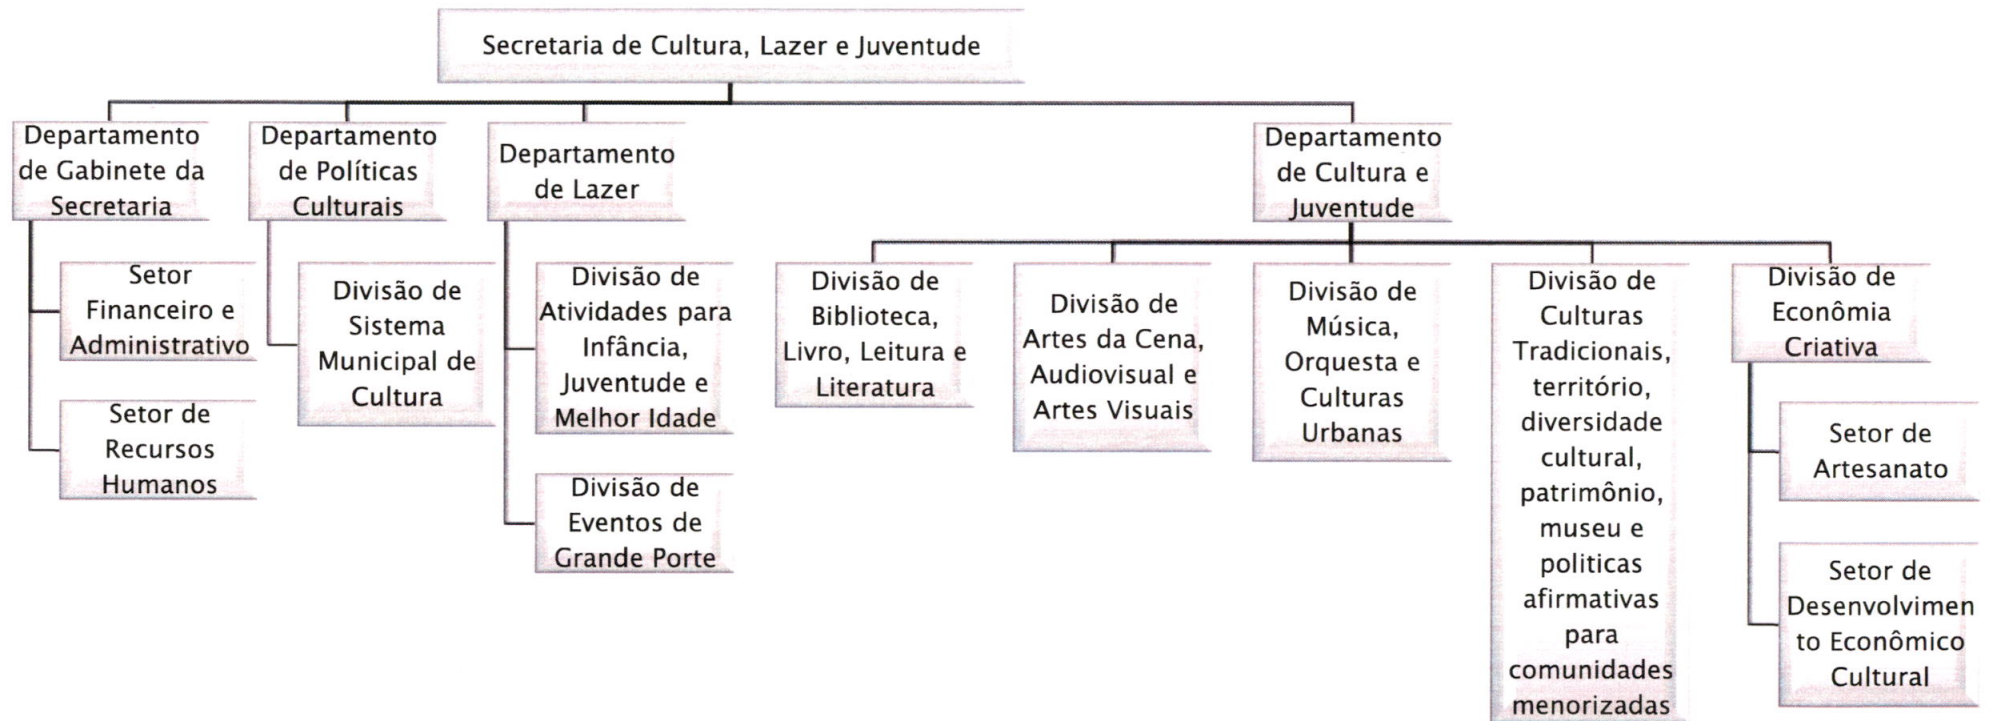 Secretaria de Cultura, Lazer e Juventude
Departamento
de Gabinete da
Secretaria
Setor
Financeiro e
Administrativo
Setor de
Recursos
Humanos
Departamento
de Políticas
Culturais
Divisão de
Sistema
Municipal de
Cultura
Departamento
de Lazer
Divisão de
Atividades para
Infância,
Juventude e
Melhor Idade
Divisão de
Eventos de
Grande Porte
Departamento
de Cultura e
Juventude
Divisão de
Biblioteca,
Livro, Leitura e
Literatura
Divisão de
Artes da Cena,
Audiovisual e
Artes Visuais
Divisão de
Música,
Orquesta e
Culturas
Urbanas
Divisão de
Culturas
Tradicionais,
território,
diversidade
cultural,
patrimônio,
museu e
politicas
afirmativas
para
comunidades
menorizadas
Divisão de
Econômia
Criativa
Setor de
Artesanato
Setor de
Desenvolvimen
to Econômico
Cultural